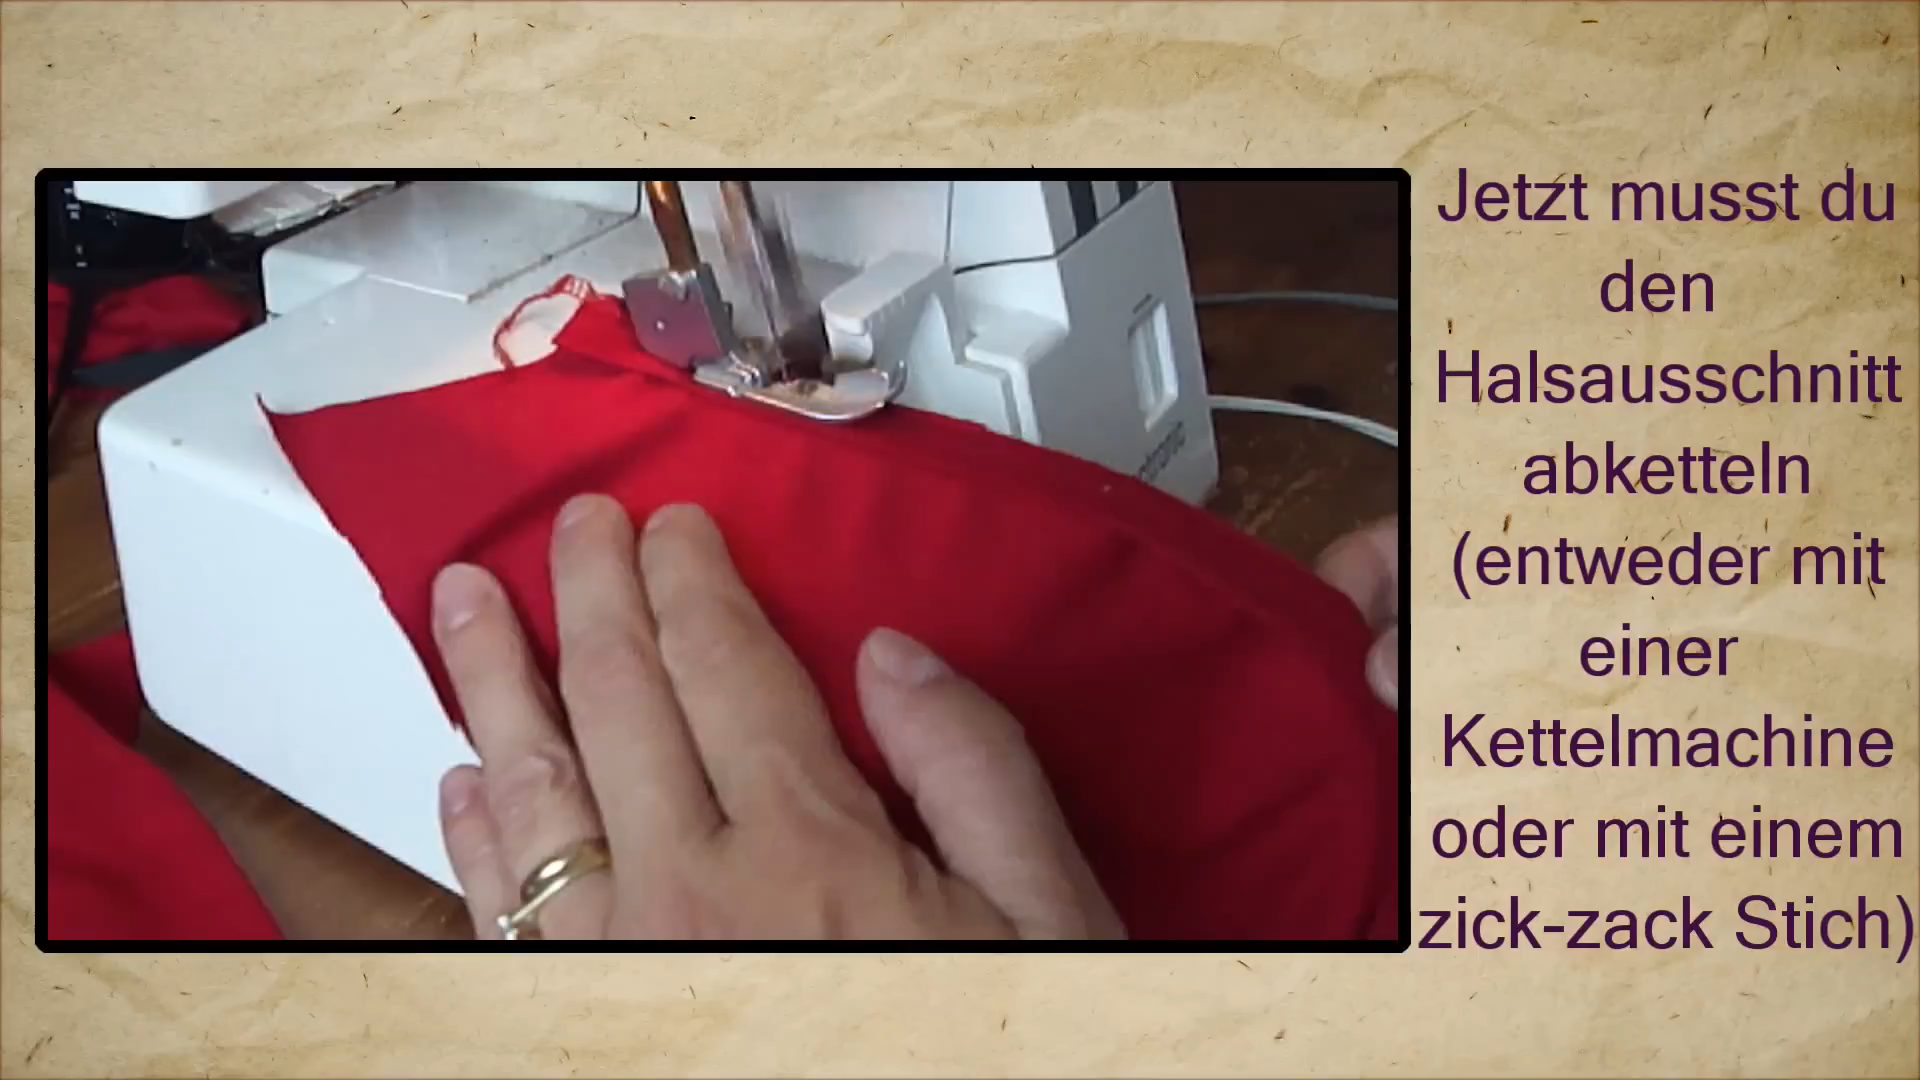 Jetzt musst du
den
Halsausschnitt
abketteln
(entweder mit
einer
Kettelmachine
oder mit einem
zick-zack Stich)